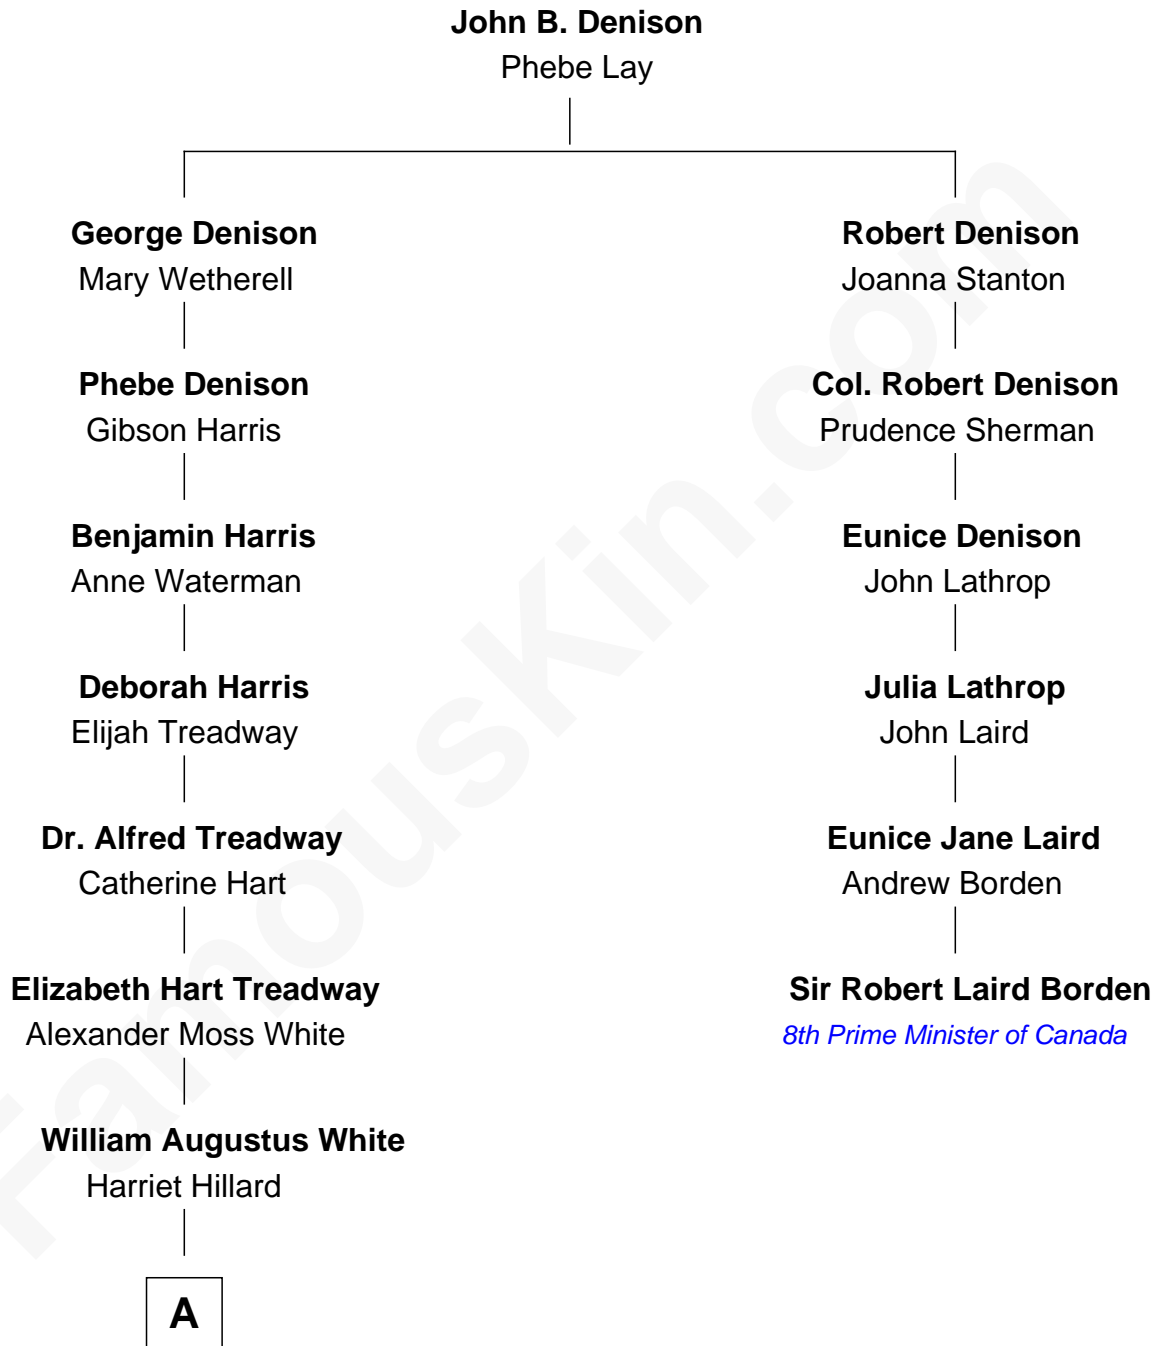 John B. Denison
Phebe Lay
George Denison
Mary Wetherell
Robert Denison
Joanna Stanton
Phebe Denison
Gibson Harris
Col. Robert Denison
Prudence Sherman
Benjamin Harris
Anne Waterman
Eunice Denison
John Lathrop
Deborah Harris
Elijah Treadway
Julia Lathrop
John Laird
Dr. Alfred Treadway
Catherine Hart
Eunice Jane Laird
Andrew Borden
Elizabeth Hart Treadway
Alexander Moss White
Sir Robert Laird Borden
8th Prime Minister of Canada
William Augustus White
Harriet Hillard
A
FamousKin.com